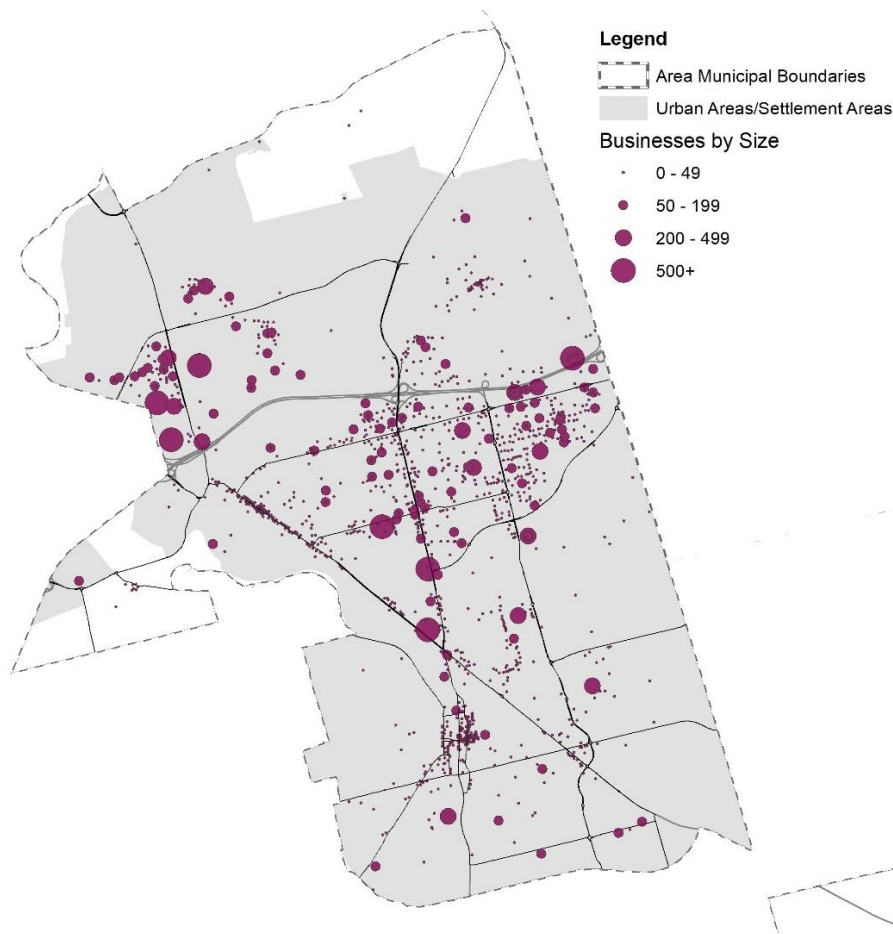 Legend
Area Municipal Boundaries
Urban Areas/Settlement Areas
Businesses by Size
0 - 49
50 - 199
200 - 499
500+